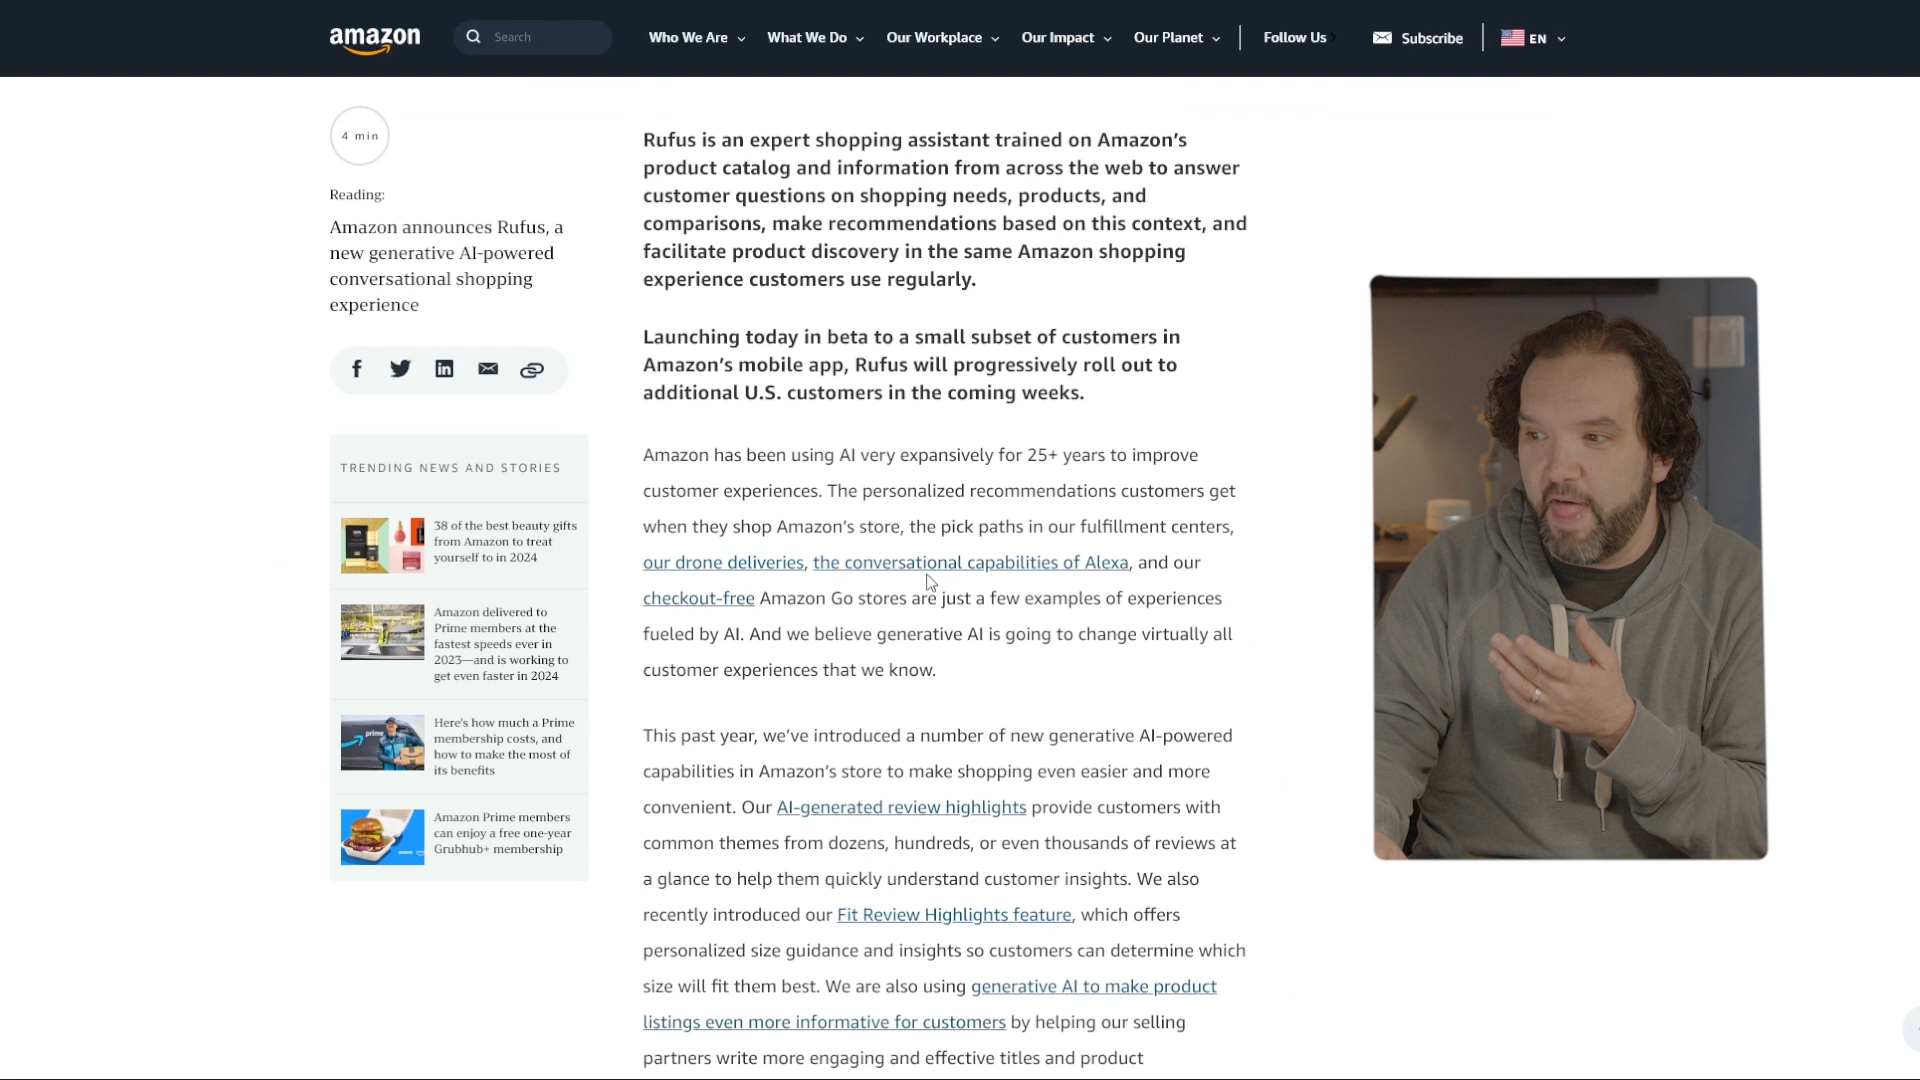 amazon
Search
Who We Are
What We Do
Our Workplace
Our Impact
Our Planet
Follow Us
Subscribe
EN
4 min
Reading:
Amazon announces Rufus, a
new generative AI-powered
conversational shopping
experience
TRENDING NEWS AND STORIES
38 of the best beauty gifts
from Amazon to treat
yourself to in 2024
Amazon delivered to
Prime members at the
fastest speeds ever in
2023—and is working to
get even faster in 2024
prime
Here's how much a Prime
membership costs, and
how to make the most of
its benefits
Amazon Prime members
can enjoy a free one-year
Grubhub+ membership
Rufus is an expert shopping assistant trained on Amazon's
product catalog and information from across the web to answer
customer questions on shopping needs, products, and
comparisons, make recommendations based on this context, and
facilitate product discovery in the same Amazon shopping
experience customers use regularly.
Launching today in beta to a small subset of customers in
Amazon's mobile app, Rufus will progressively roll out to
additional U.S. customers in the coming weeks.
Amazon has been using AI very expansively for 25+ years to improve
customer experiences. The personalized recommendations customers get
when they shop Amazon's store, the pick paths in our fulfillment centers,
our drone deliveries, the conversational capabilities of Alexa, and our
checkout-free Amazon Go stores are just a few examples of experiences
fueled by AI. And we believe generative AI is going to change virtually all
customer experiences that we know.
This past year, we've introduced a number of new generative AI-powered
capabilities in Amazon's store to make shopping even easier and more
convenient. Our AI-generated review highlights provide customers with
common themes from dozens, hundreds, or even thousands of reviews at
a glance to help them quickly understand customer insights. We also
recently introduced our Fit Review Highlights feature, which offers
personalized size guidance and insights so customers can determine which
size will fit them best. We are also using generative AI to make product
listings even more informative for customers by helping our selling
partners write more engaging and effective titles and product